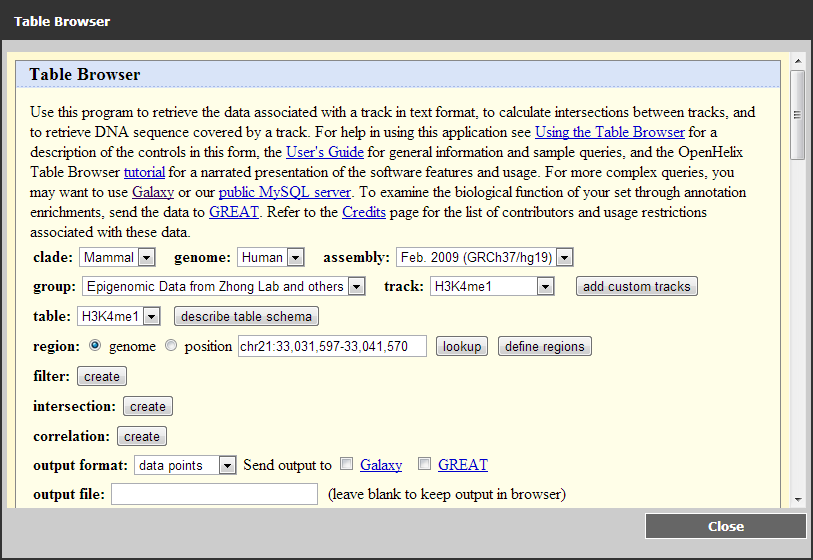 Table Browser
Table Browser
Use this program to retrieve the data associated with a track in text format, to calculate intersections between tracks, and
to retrieve DNA sequence covered by a track. For help in using this application see Using the Table Browser for a
description of the controls in this form, the User's Guide for general information and sample queries, and the OpenHelix
Table Browser tutorial for a narrated presentation of the software features and usage. For more complex queries, you
may want to use Galaxy or our public MySQL server. To examine the biological function of your set through annotation
enrichments, send the data to GREAT. Refer to the Credits page for the list of contributors and usage restrictions
associated with these data.
clade: Mammal genome: Human assembly: Feb. 2009 (GRCh37/hg19)
group: Epigenomic Data from Zhong Lab and others track: H3K4me1 add custom tracks
table: H3K4me1 describe table schema
region: genome position chr21:33,031,597-33,041,570 lookup define regions
filter: create
intersection: create
correlation: create
output format: data points Send output to Galaxy GREAT
output file: (leave blank to keep output in browser)
Close